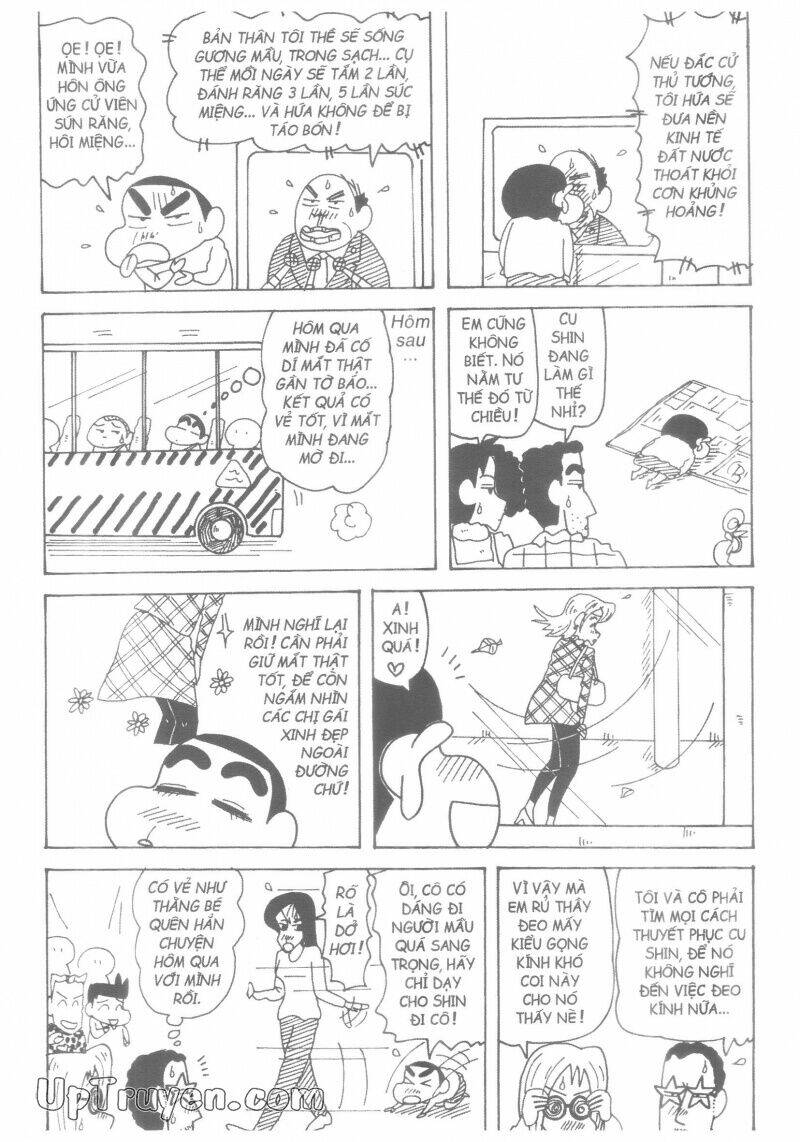 NẾU ĐẮC CỬ
THỦ TƯỚNG,
TÔI HỨA SẼ
ĐƯA NỀN
KINH TẾ
ĐẤT NƯỚC
THOÁT KHỎI
CƠN KHỦNG
HOẢNG!
BẢN THÂN TÔI THỀ SẼ SỐNG
GƯƠNG MẪU, TRONG SẠCH... CỤ
THỂ MỖI NGÀY SẼ TẮM 2 LẦN,
ĐÁNH RĂNG 3 LẦN, 5 LẦN SÚC
MIỆNG... VÀ HỨA KHÔNG ĐỂ BỊ
TÁO BÓN!
ỌE! ỌE!
MÌNH VỪA
HÔN ÔNG
ỨNG CỬ VIÊN
SÚN RĂNG,
HÔI MIỆNG...
CU
SHIN
ĐANG
LÀM GÌ
THẾ
NHỈ?
EM CŨNG
KHÔNG
BIẾT. NÓ
NẰM TƯ
THẾ ĐÓ TỪ
CHIỀU!
Hôm
sau
...
HÔM QUA
MÌNH ĐÃ CỐ
DÍ MẮT THẬT
GẦN TỜ BÁO...
KẾT QUẢ CÓ
VẺ TỐT, VÌ MẮT
MÌNH ĐANG
MỜ ĐI...
A!
XINH
QUÁ!
MÌNH NGHĨ LẠI
RỒI! CẦN PHẢI
GIỮ MẮT THẬT
TỐT, ĐỂ CÒN
NGẮM NHÌN
CÁC CHỊ GÁI
XINH ĐẸP
NGOÀI
ĐƯỜNG
CHỨ!
TÔI VÀ CÔ PHẢI
TÌM MỌI CÁCH
THUYẾT PHỤC CU
SHIN, ĐỂ NÓ
KHÔNG NGHĨ
ĐẾN VIỆC ĐEO
KÍNH NỮA...
VÌ VẬY MÀ
EM RỦ THẦY
ĐEO MẤY
KIỂU GỌNG
KÍNH KHÓ
COI NÀY
CHO NÓ
THẤY NÈ!
ÔI, CÔ CÓ
DÁNG ĐI
NGƯỜI MẪU
QUÁ SANG
TRỌNG, HÃY
CHỈ DẠY
CHO SHIN
ĐI CÔ!
RÕ
LÀ
DỞ
HƠI!
CÓ VẺ NHƯ
THẰNG BÉ
QUÊN HẲN
CHUYỆN
HÔM QUA
VỚI MÌNH
RỒI.
UpTruyen.com